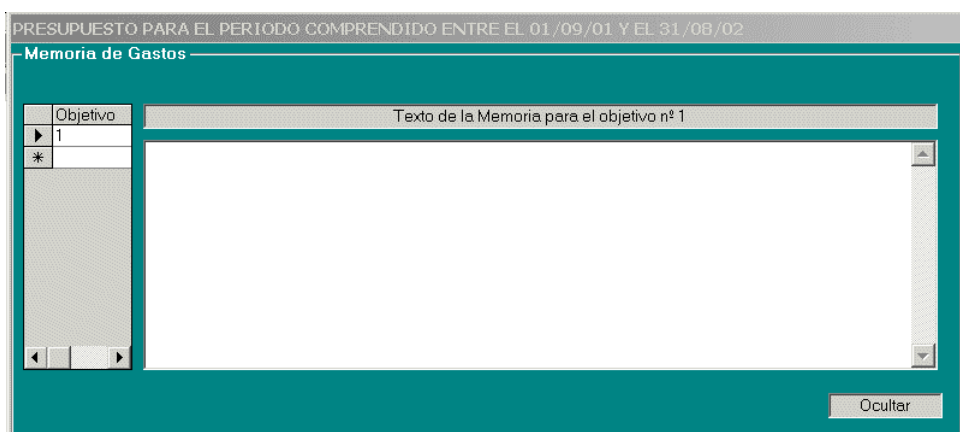 PRESUPUESTO PARA EL PERIODO COMPRENDIDO ENTRE EL 01/09/01 Y EL 31/08/02
Memoria de Gastos
Objetivo
Texto de la Memoria para el objetivo nº 1
1
Ocultar